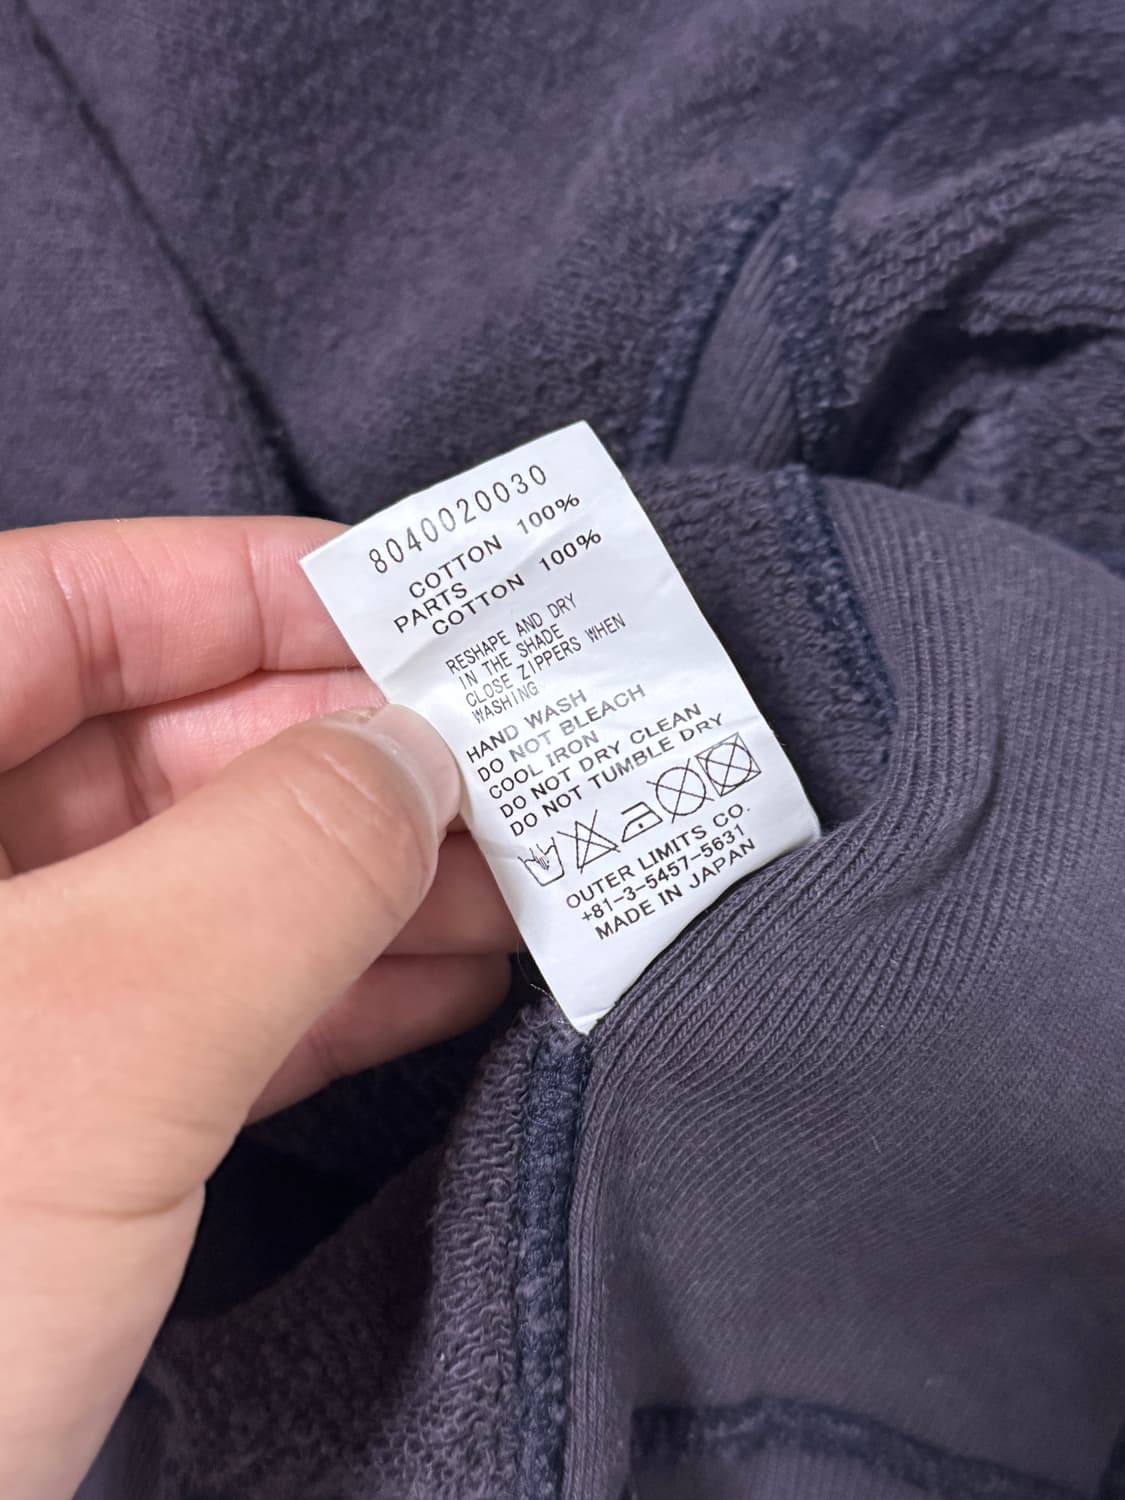 8040020030
COTTON 100%
PARTS
COTTON 100%
RESHAPE AND DRY
IN THE SHADE
CLOSE ZIPPERS WHEN
WASHING
HAND WASH
DO NOT BLEACH
COOL IRON
DO NOT DRY CLEAN
DO NOT TUMBLE DRY
OUTER LIMITS CO.
+81-3-5457-5631
MADE IN JAPAN